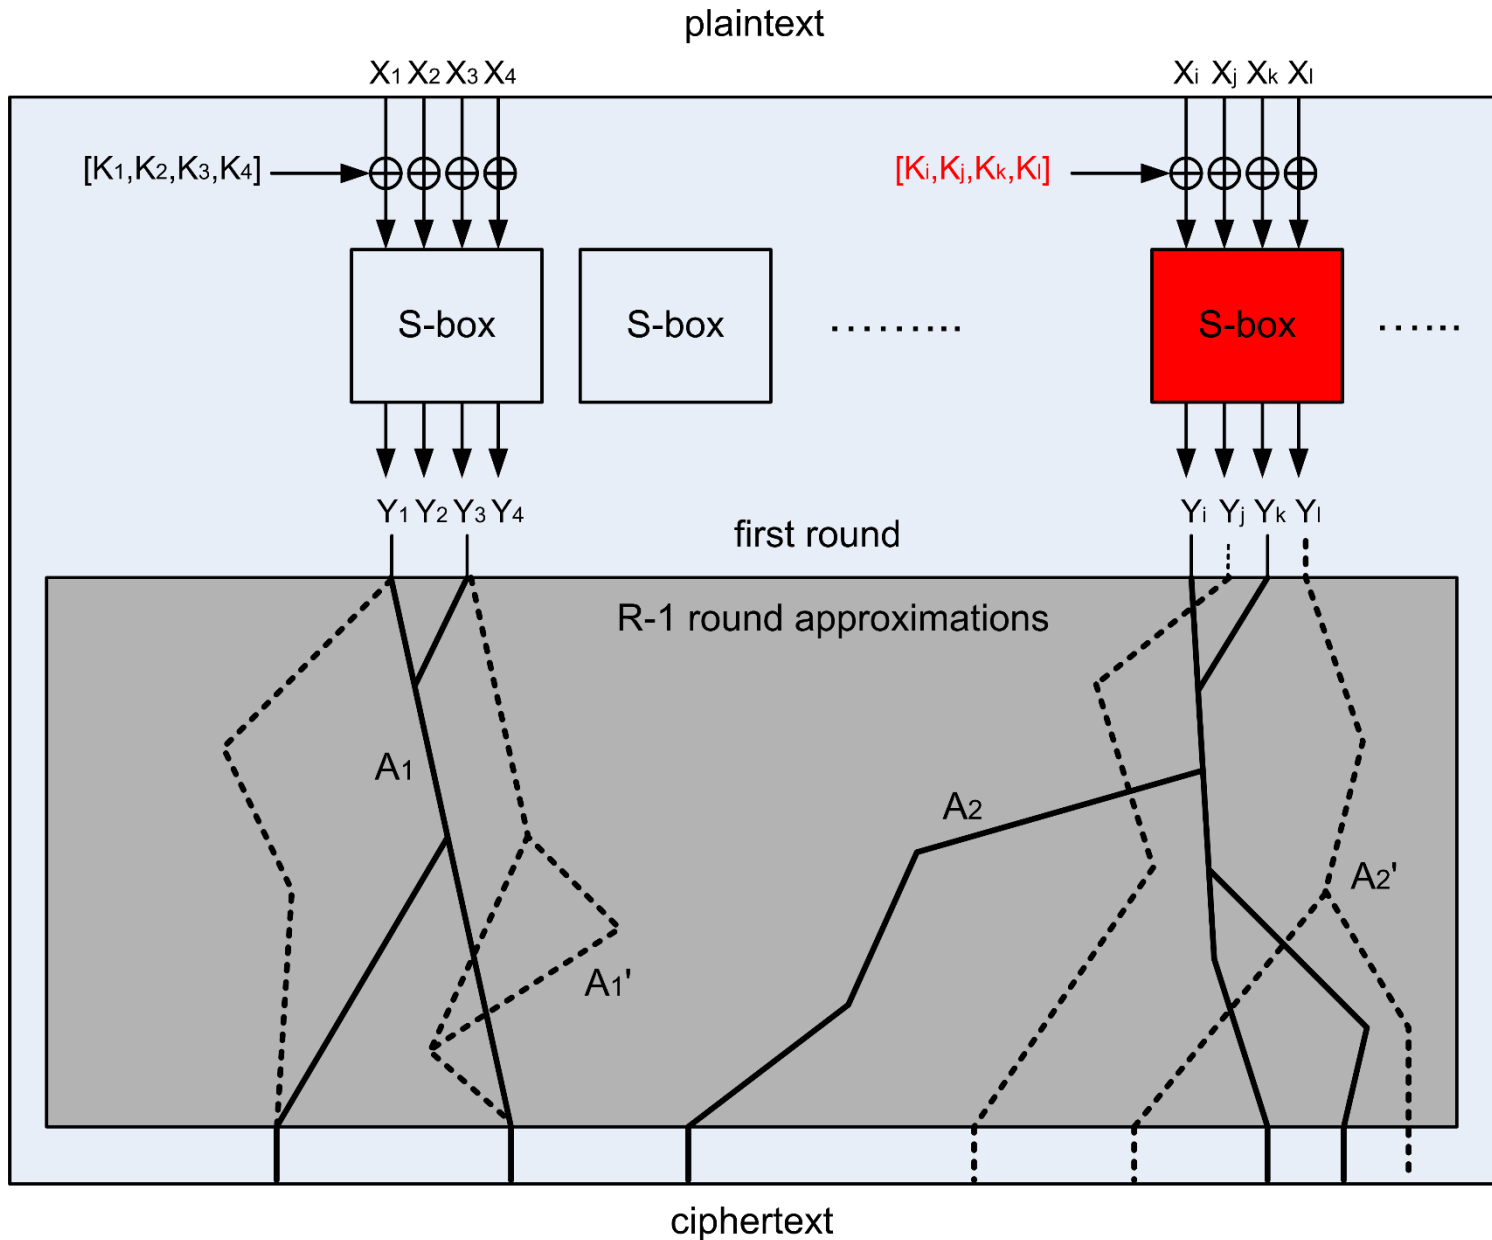 plaintext
X1 X2 X3 X4 Xi Xj Xk Xl
[K1,K2,K3,K4] [Ki,Kj,Kk,Kl]
S-box S-box ......... S-box ......
Y1 Y2 Y3 Y4 Yi Yj Yk Yl
first round
R-1 round approximations
A1
A2
A2'
A1'
ciphertext